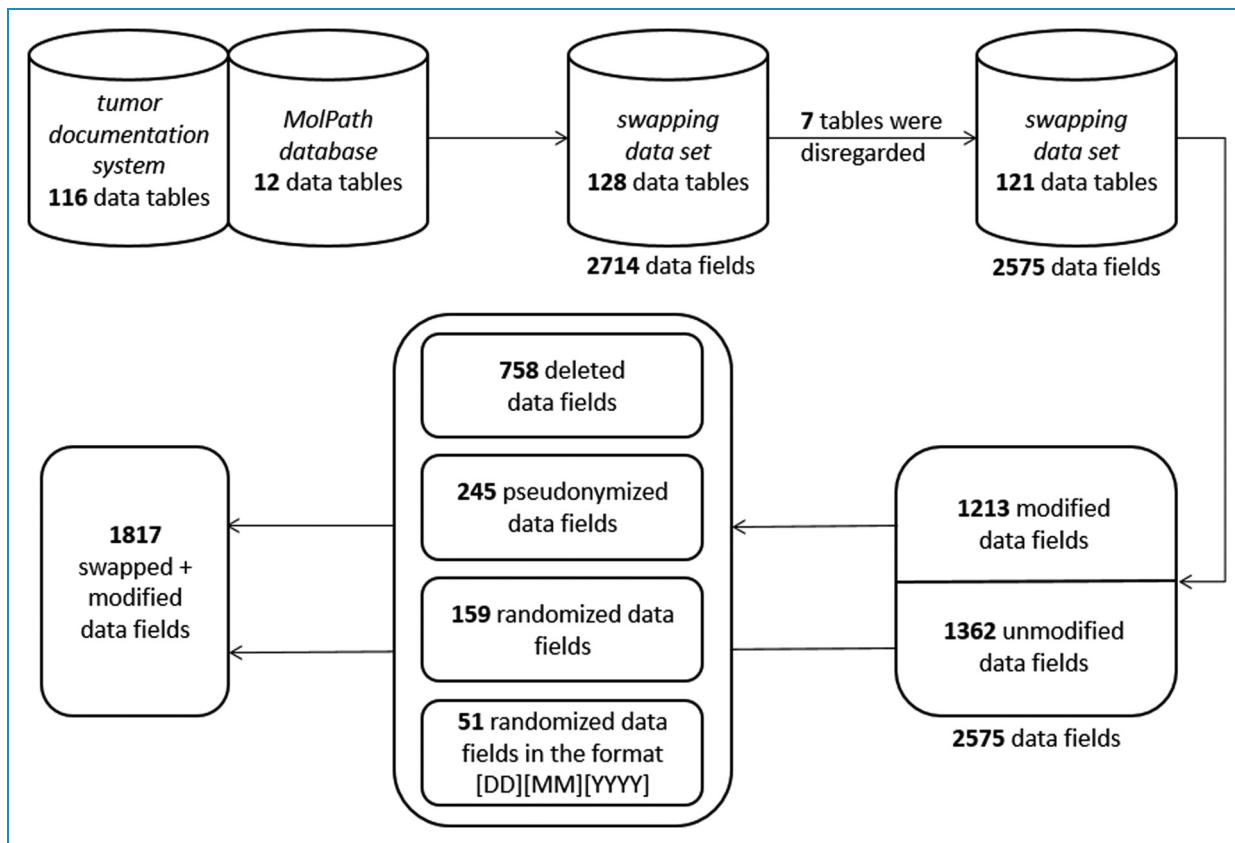 tumor
documentation
system
116 data tables
MolPath
database
12 data tables
swapping
data set
128 data tables
2714 data fields
7 tables were
disregarded
swapping
data set
121 data tables
2575 data fields
1213 modified
data fields
1362 unmodified
data fields
2575 data fields
758 deleted
data fields
245 pseudonymized
data fields
159 randomized data
fields
51 randomized data
fields in the format
[DD][MM][YYYY]
1817
swapped +
modified
data fields